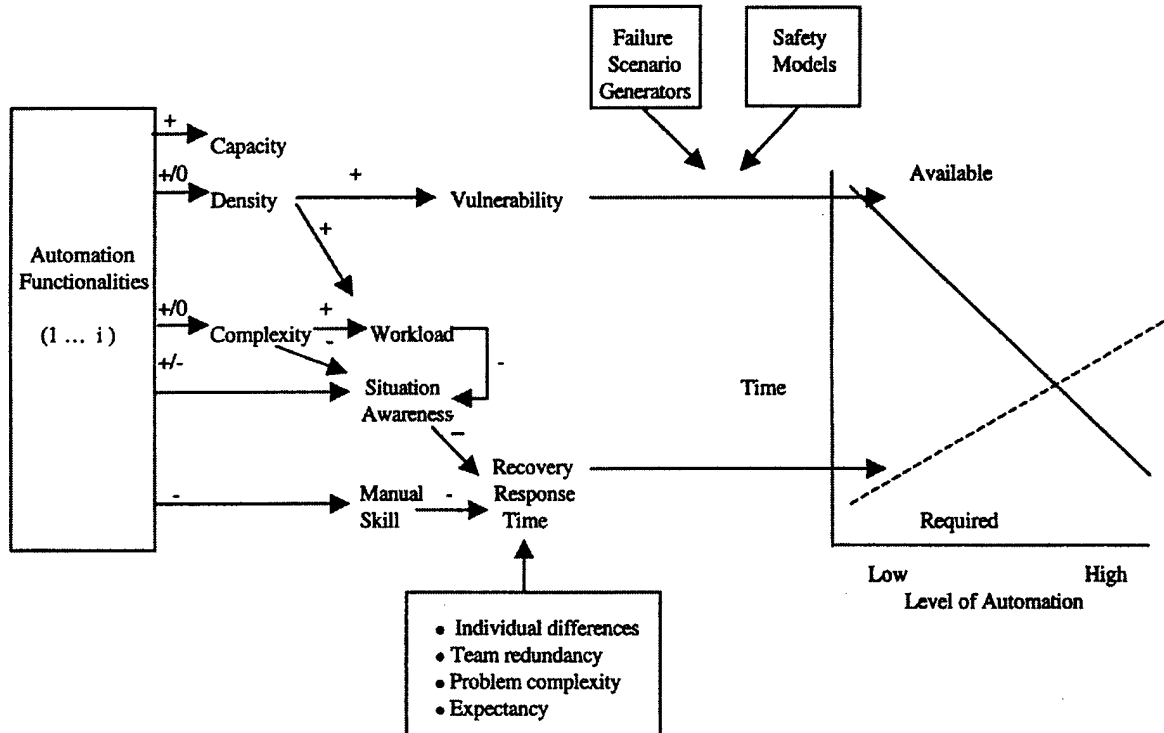 Failure
Scenario
Generators
Safety
Models
Automation
Functionalities
(1 ... i )
+
Capacity
+/0
Density
+
Vulnerability
+
+/0
Complexity
+
-
Workload
-
+/-
Situation
Awareness
-
-
Manual
Skill
-
Recovery
Response
Time
• Individual differences
• Team redundancy
• Problem complexity
• Expectancy
Available
Time
Required
Low High
Level of Automation